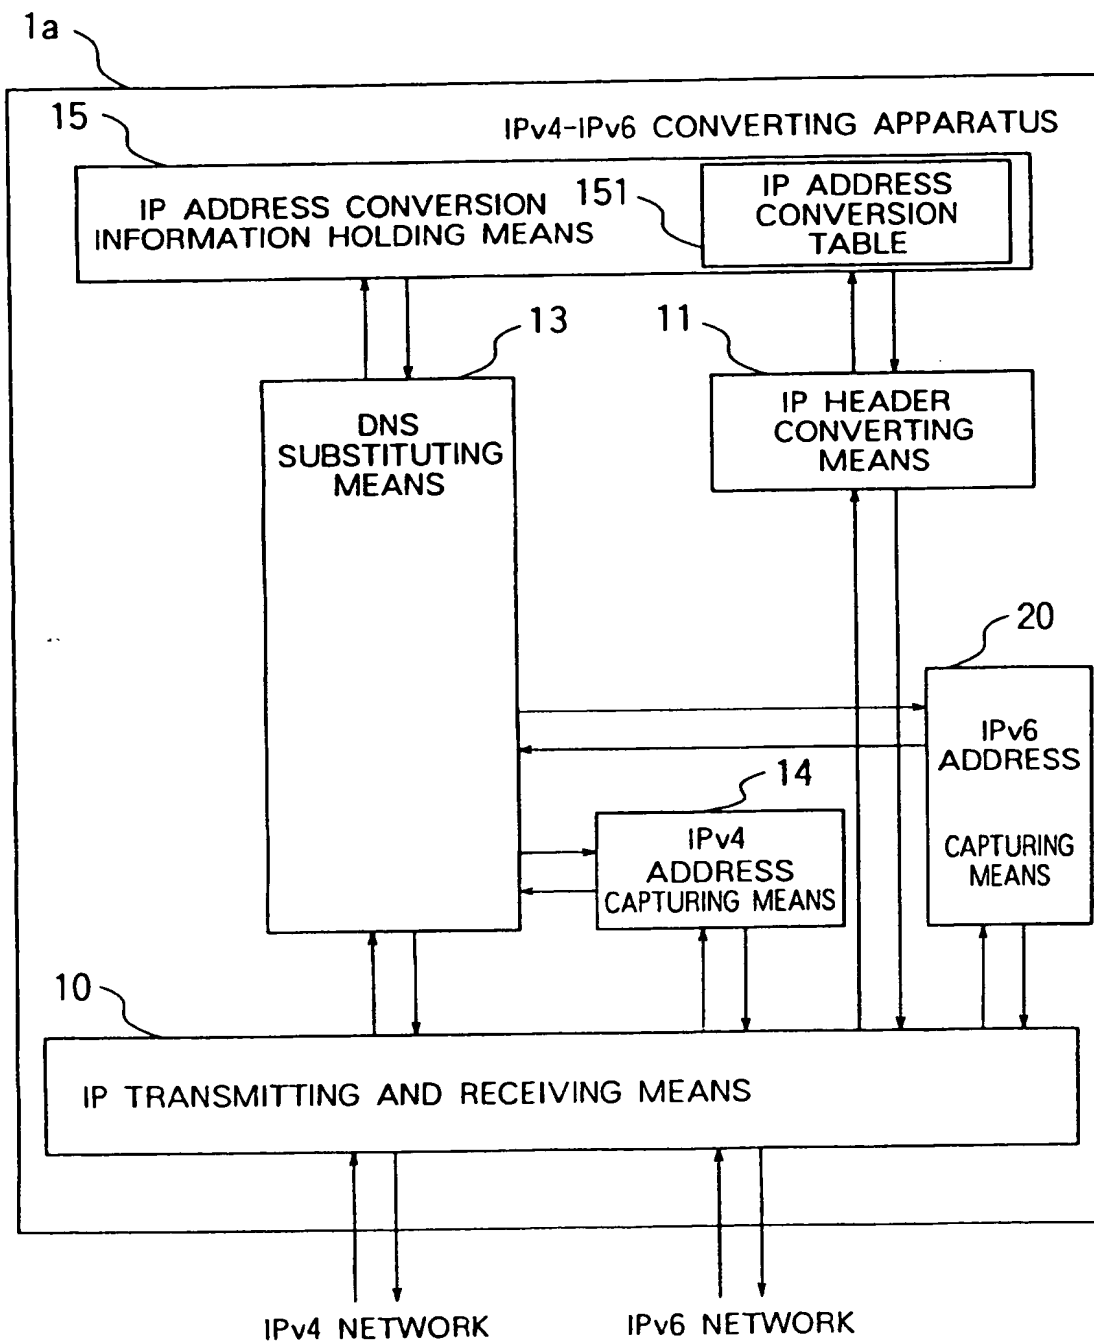 1a
15
IPv4-IPv6 CONVERTING APPARATUS
IP ADDRESS CONVERSION
INFORMATION HOLDING MEANS
151
IP ADDRESS
CONVERSION
TABLE
13
11
DNS
SUBSTITUTING
MEANS
IP HEADER
CONVERTING
MEANS
20
IPv6
ADDRESS
CAPTURING
MEANS
14
IPv4
ADDRESS
CAPTURING MEANS
10
IP TRANSMITTING AND RECEIVING MEANS
IPv4 NETWORK
IPv6 NETWORK